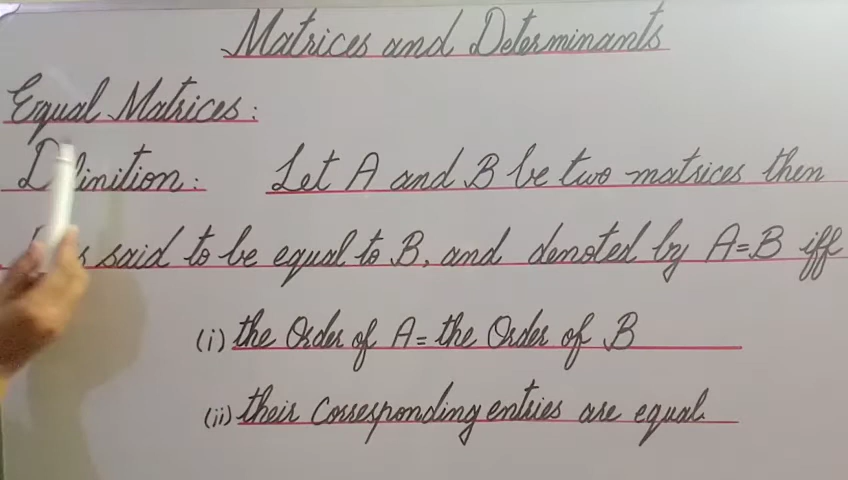 Matrices and Determinants
Equal Matrices:
Definition: Let A and B be two matrices then
said to be equal to B, and denoted by A=B iff
(i) the Order of A = the Order of B
(ii) their corresponding entries are equal.